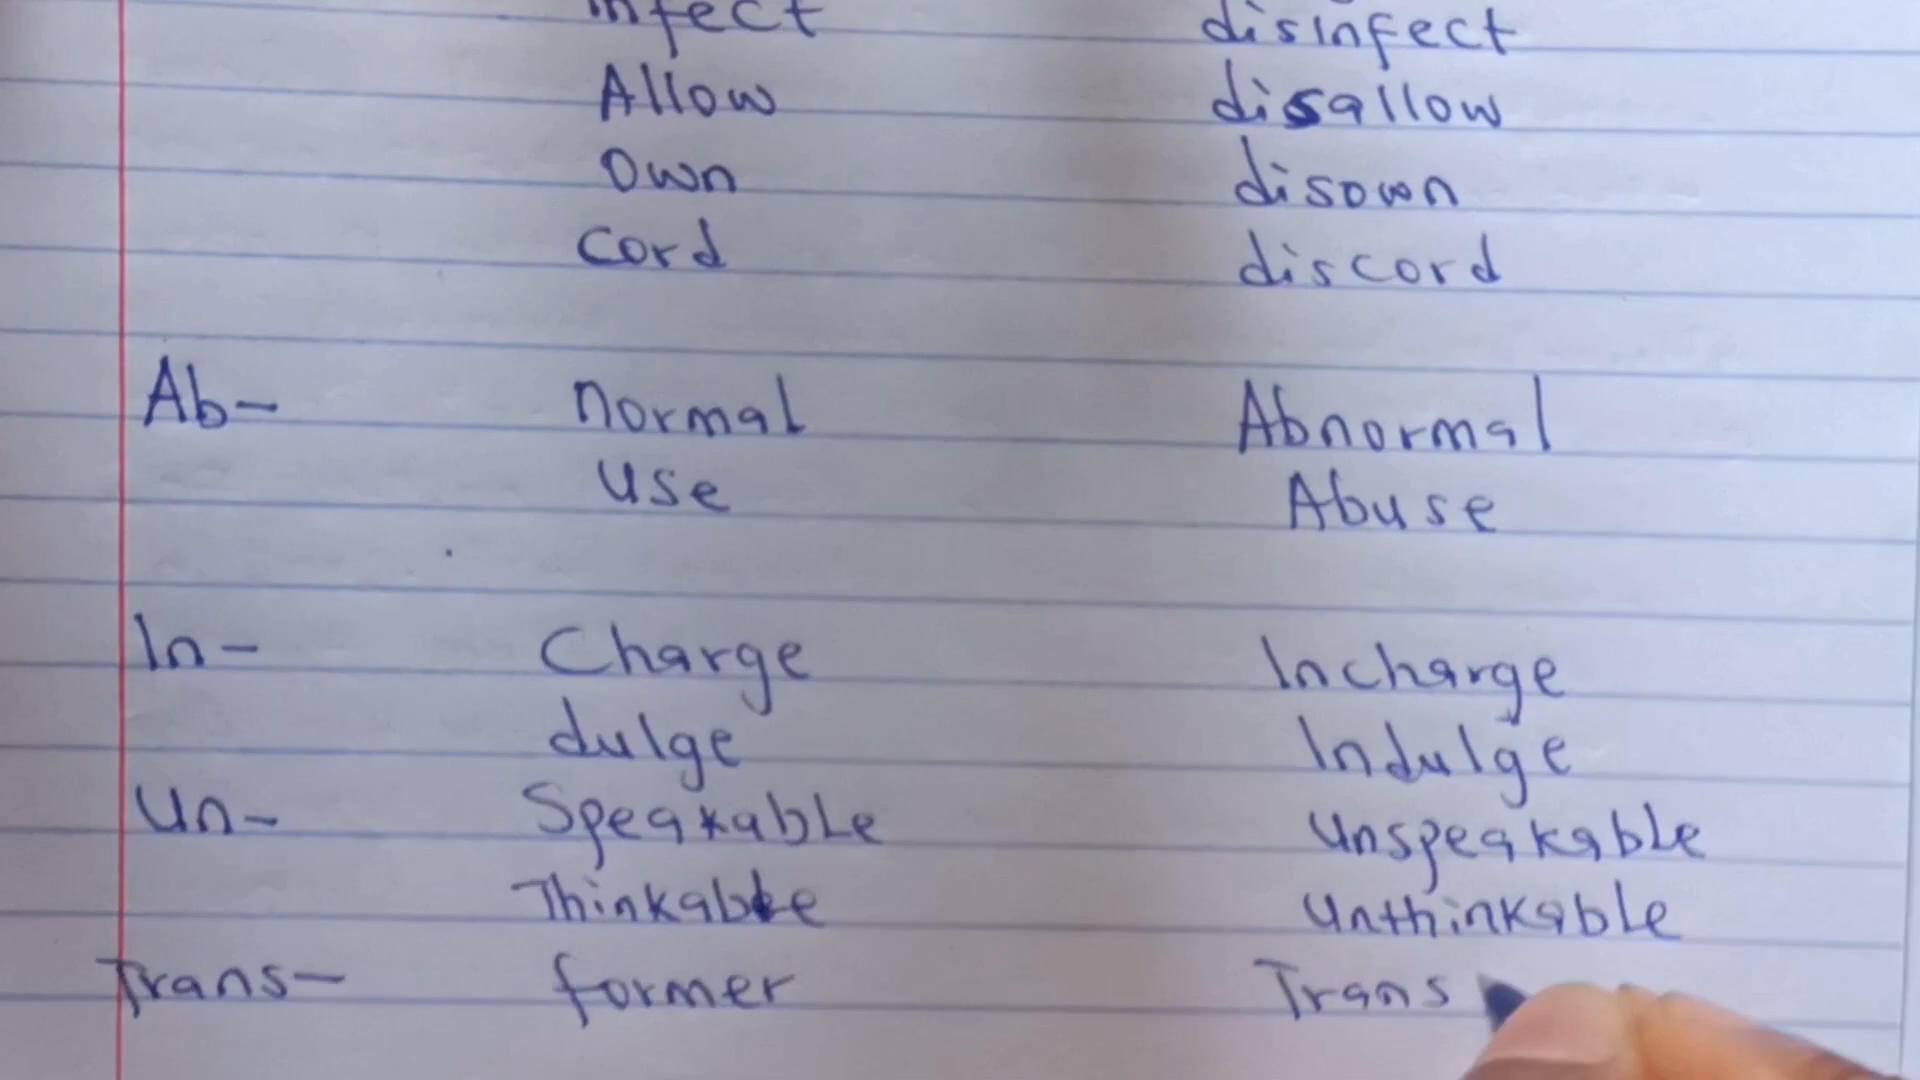 infect disinfect
Allow disallow
Own disown
Cord discord
Ab- normal Abnormal
Use Abuse
In- Charge Incharge
dulge Indulge
Un- Speakable Unspeakable
Thinkable Unthinkable
Trans- former Trans